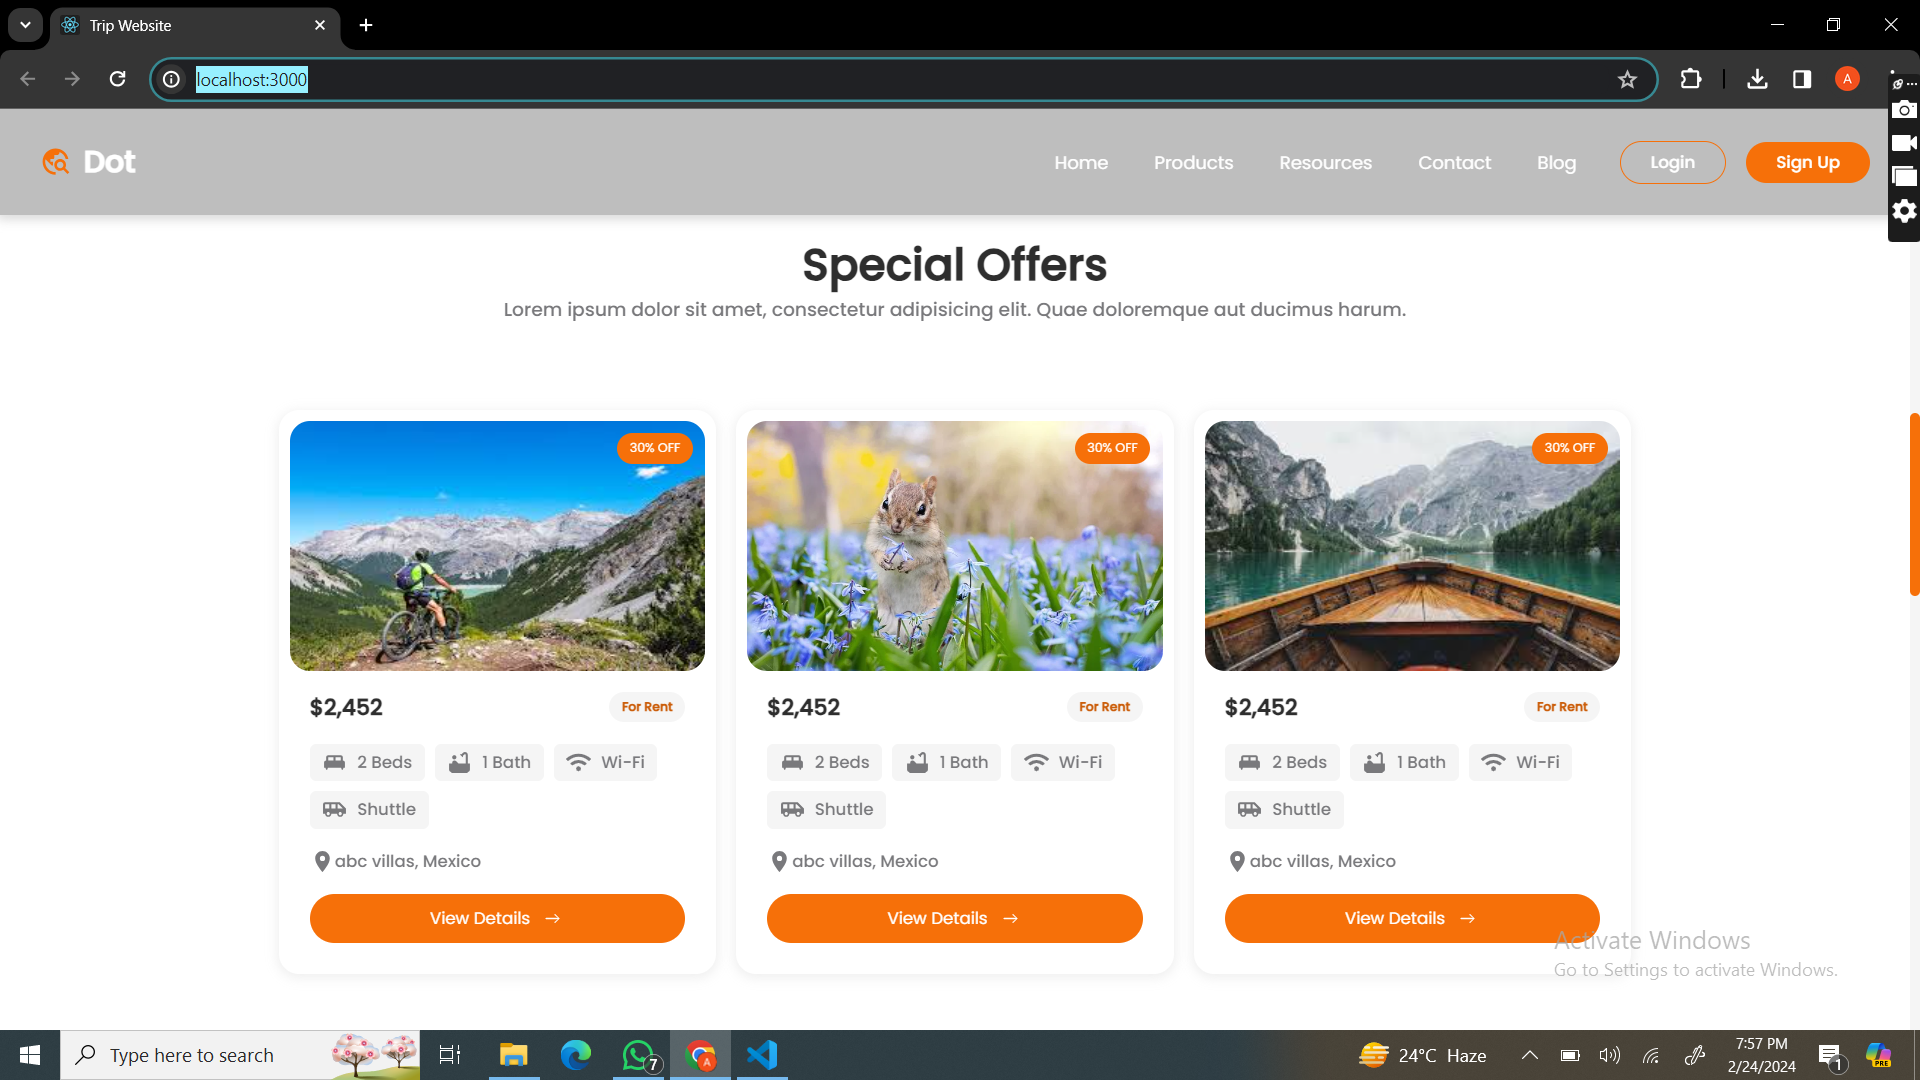 Trip Website
localhost:3000
A
Dot
Home Products Resources Contact Blog Login Sign Up
Special Offers
Lorem ipsum dolor sit amet, consectetur adipisicing elit. Quae doloremque aut ducimus harum.
30% OFF 30% OFF 30% OFF
$2,452 For Rent $2,452 For Rent $2,452 For Rent
2 Beds 1 Bath Wi-Fi 2 Beds 1 Bath Wi-Fi 2 Beds 1 Bath Wi-Fi
Shuttle Shuttle Shuttle
abc villas, Mexico abc villas, Mexico abc villas, Mexico
View Details View Details View Details
Activate Windows
Go to Settings to activate Windows.
Type here to search
7
A
24°C Haze
7:57 PM
2/24/2024
1
PRE